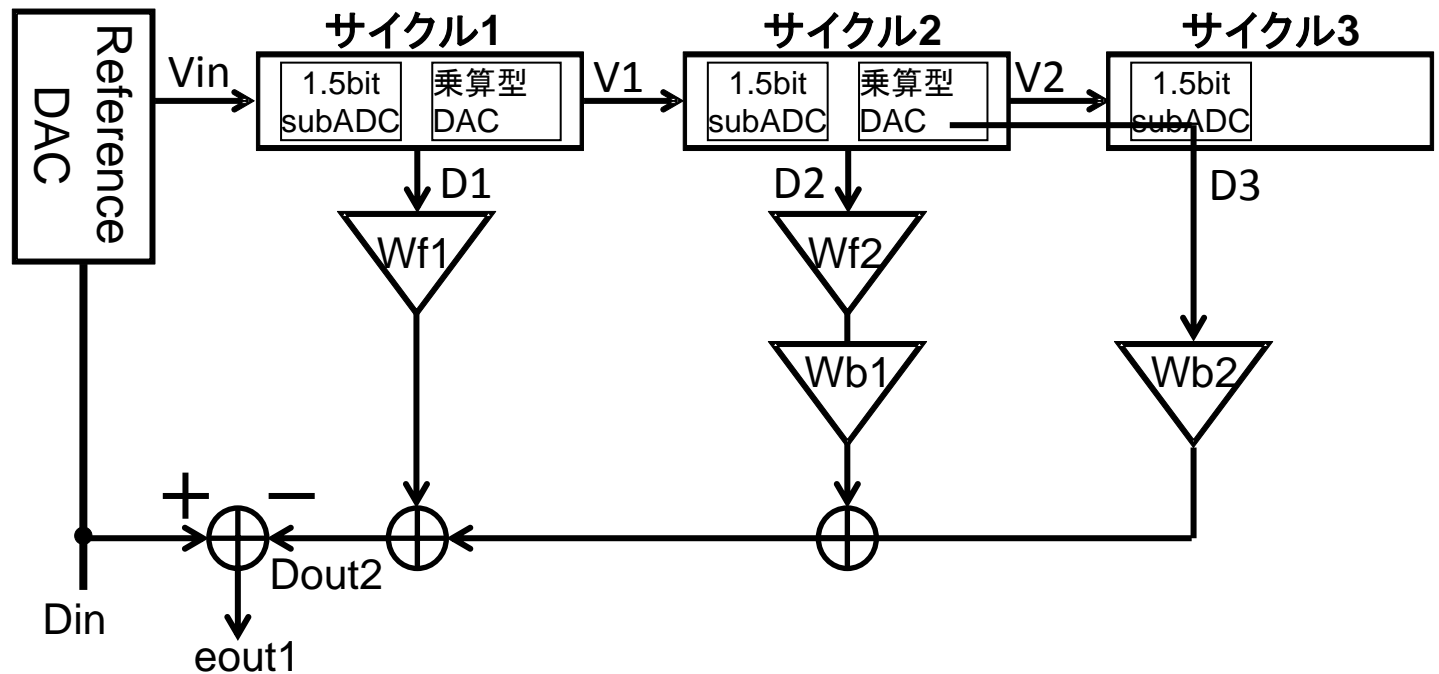 サイクル1
サイクル2
サイクル3
Reference
DAC
Vin
1.5bit
subADC
乗算型
DAC
V1
1.5bit
subADC
乗算型
DAC
V2
1.5bit
subADC
D1
D2
D3
Wf1
Wf2
Wb1
Wb2
+
−
Dout2
Din
eout1